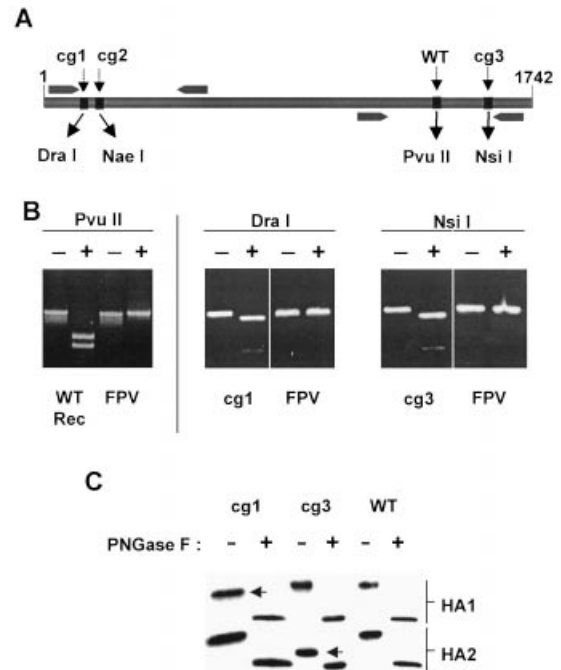 A
cg1 cg2 WT cg3
1 1742
Dra I Nae I Pvu II Nsi I
B
Pvu II Dra I Nsi I
– + – + – + – + – + – +
WT FPV cg1 FPV cg3 FPV
Rec
C
cg1 cg3 WT
PNGase F : - + - + - +
HA1
HA2